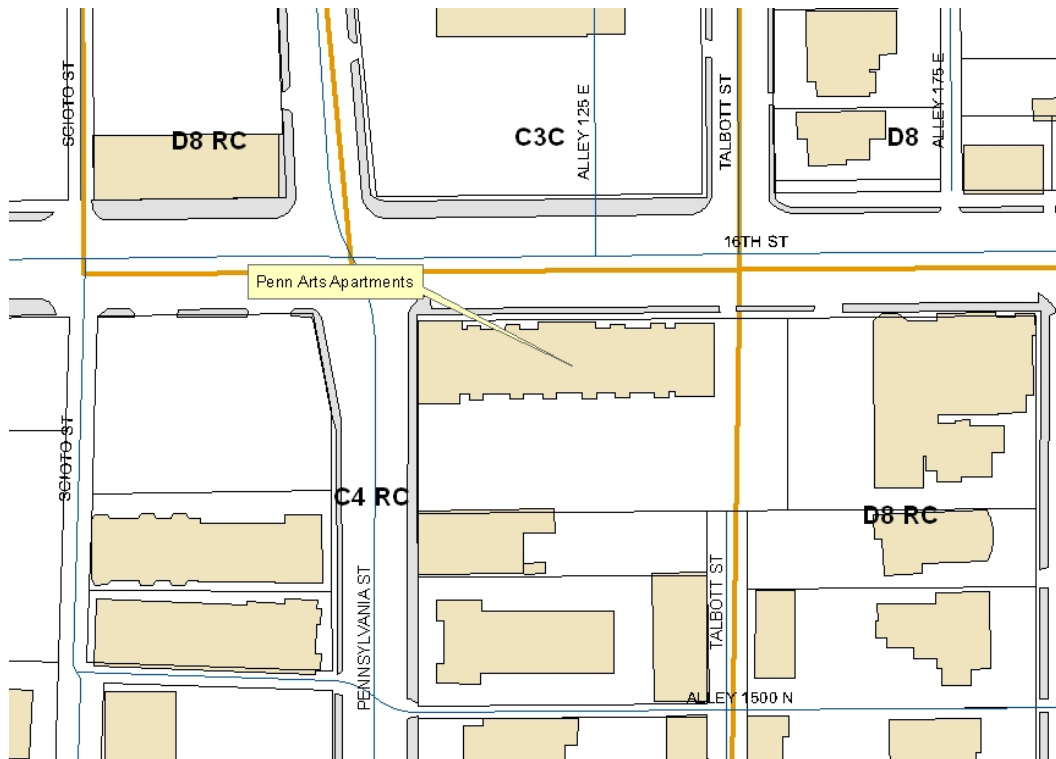 SCIOTO ST
D8 RC
C3C
ALLEY 125 E
TALBOTT ST
D8
ALLEY 175 E
16TH ST
Penn Arts Apartments
SCIOTO ST
C4 RC
D8 RC
PENNSYLVANIA ST
TALBOTT ST
ALLEY 1500 N